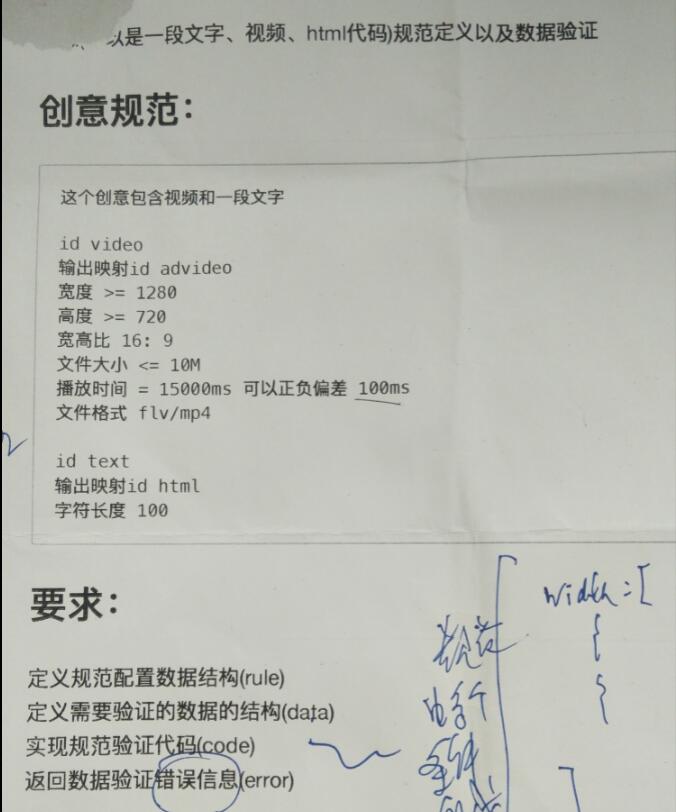 以是一段文字、视频、html代码)规范定义以及数据验证
创意规范：
这个创意包含视频和一段文字
id video
输出映射id advideo
宽度 >= 1280
高度 >= 720
宽高比 16: 9
文件大小 <= 10M
播放时间 = 15000ms 可以正负偏差 100ms
文件格式 flv/mp4
id text
输出映射id html
字符长度 100
要求：
width:[
{
}
]
定义规范配置数据结构(rule)
定义需要验证的数据的结构(data)
实现规范验证代码(code)
返回数据验证错误信息(error)